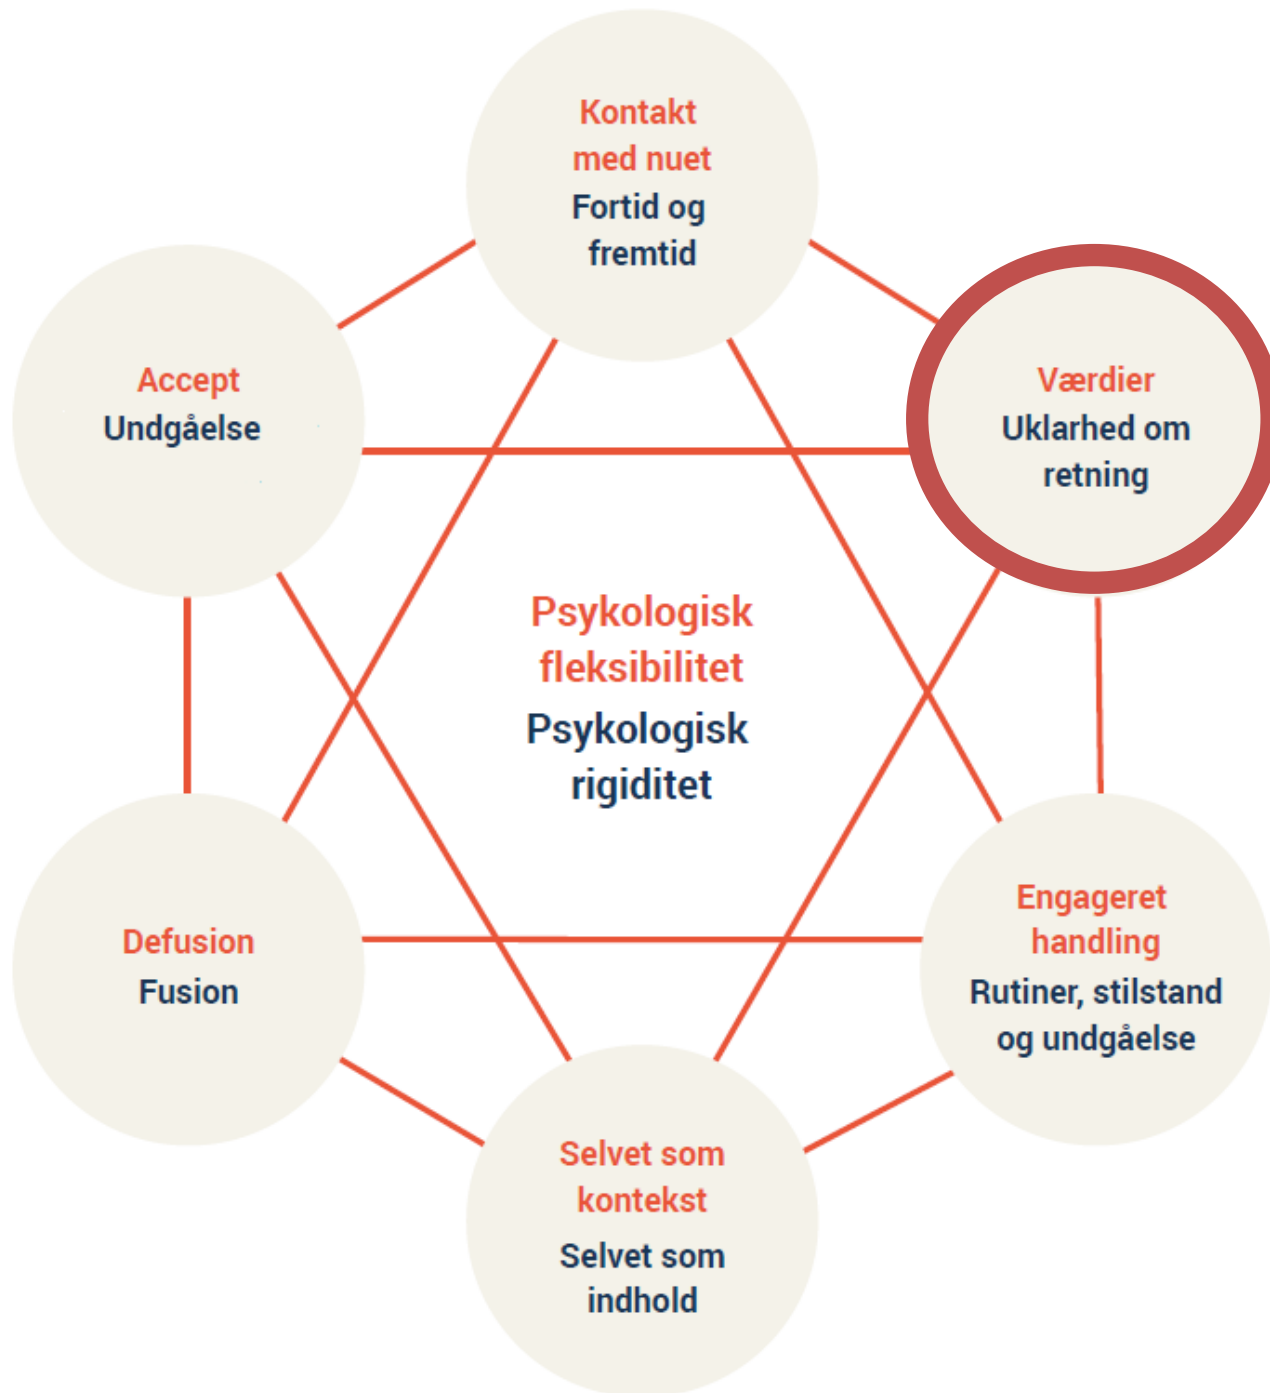 Kontakt
med nuet
Fortid og
fremtid
Accept
Undgåelse
Værdier
Uklarhed om
retning
Psykologisk
fleksibilitet
Psykologisk
rigiditet
Defusion
Fusion
Engageret
handling
Rutiner, stilstand
og undgåelse
Selvet som
kontekst
Selvet som
indhold